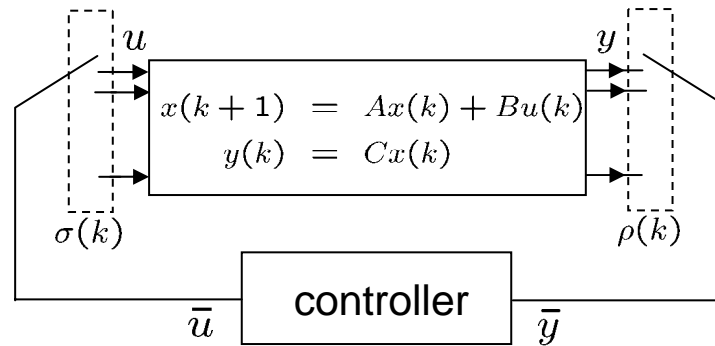 u y
x(k + 1) = Ax(k) + Bu(k)
y(k) = Cx(k)
σ(k) ρ(k)
controller
ū ȳ